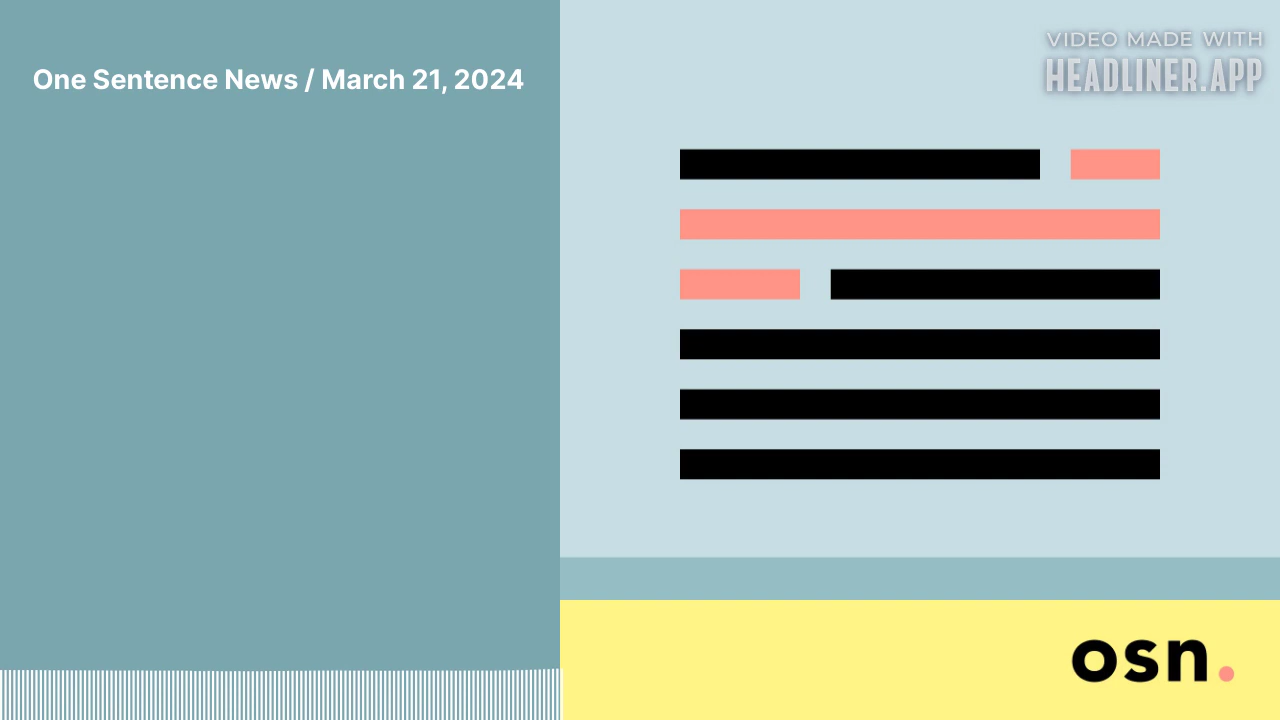 One Sentence News / March 21, 2024
VIDEO MADE WITH
HEADLINER.APP
osn.